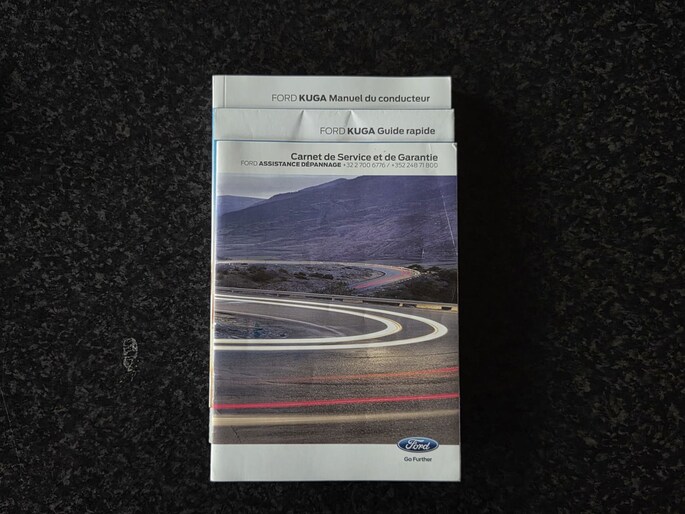 FORD KUGA Manuel du conducteur
FORD KUGA Guide rapide
Carnet de Service et de Garantie
FORD ASSISTANCE DÉPANNAGE +32 2 700 6776 / +352 248 71 800
Ford
Go Further